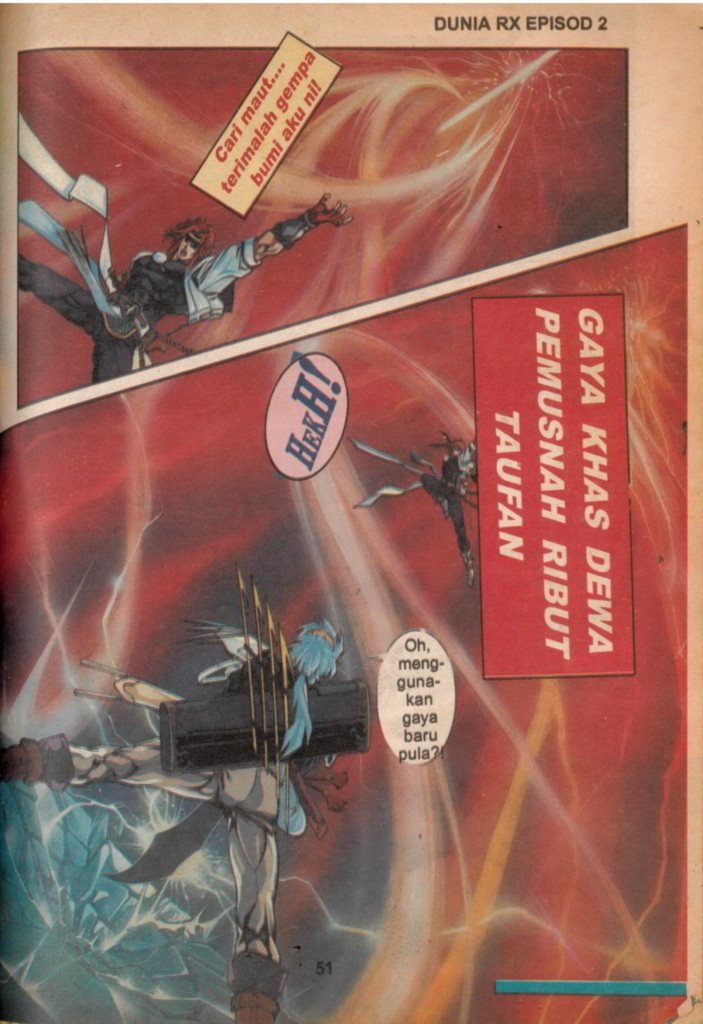 DUNIA RX EPISOD 2
Cari maut....
terimalah gempa
bumi aku ni!
GAYA KHAS DEWA
PEMUSNAH RIBUT
TAUFAN
HEKH!
Oh,
meng-
guna-
kan
gaya
baru
pula?!
51